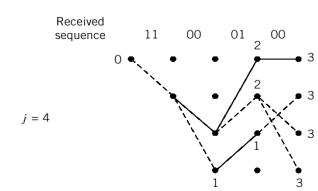 Received
sequence 11 00 01 00
2
0 3
2
3
j = 4
1 3
1 3